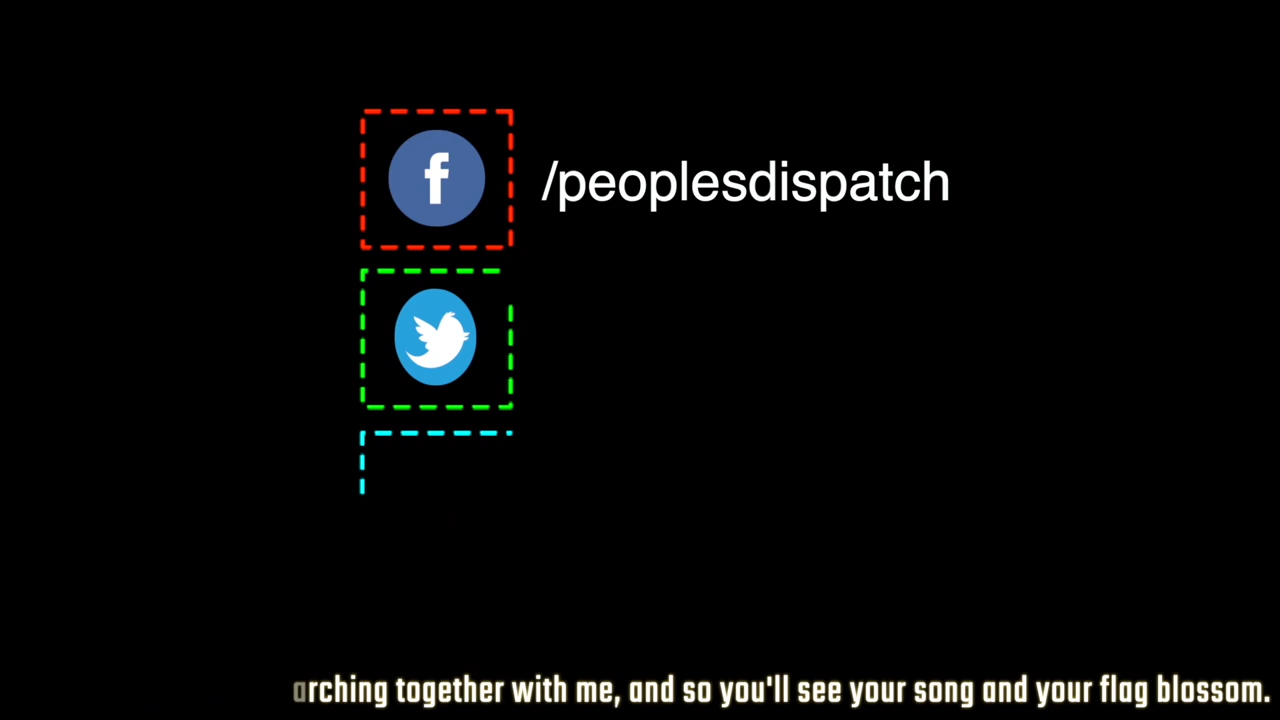 f
/peoplesdispatch
arching together with me, and so you'll see your song and your flag blossom.